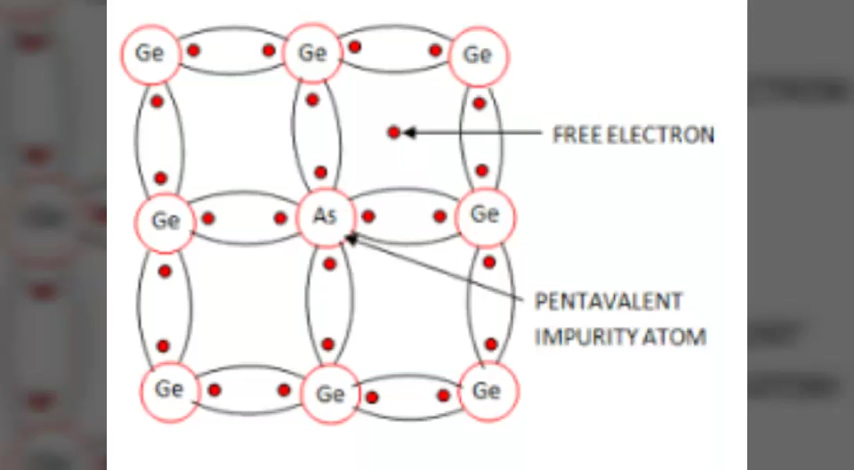 Ge Ge Ge
FREE ELECTRON
Ge As Ge
PENTAVALENT
IMPURITY ATOM
Ge Ge Ge